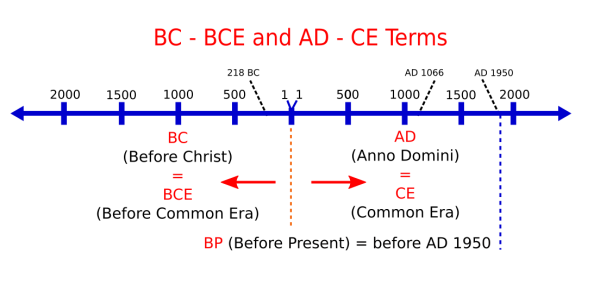 BC - BCE and AD - CE Terms
218 BC
AD 1066
AD 1950
2000 1500 1000 500 1 1 500 1000 1500 2000
BC
(Before Christ)
=
BCE
(Before Common Era)
AD
(Anno Domini)
=
CE
(Common Era)
BP (Before Present) = before AD 1950